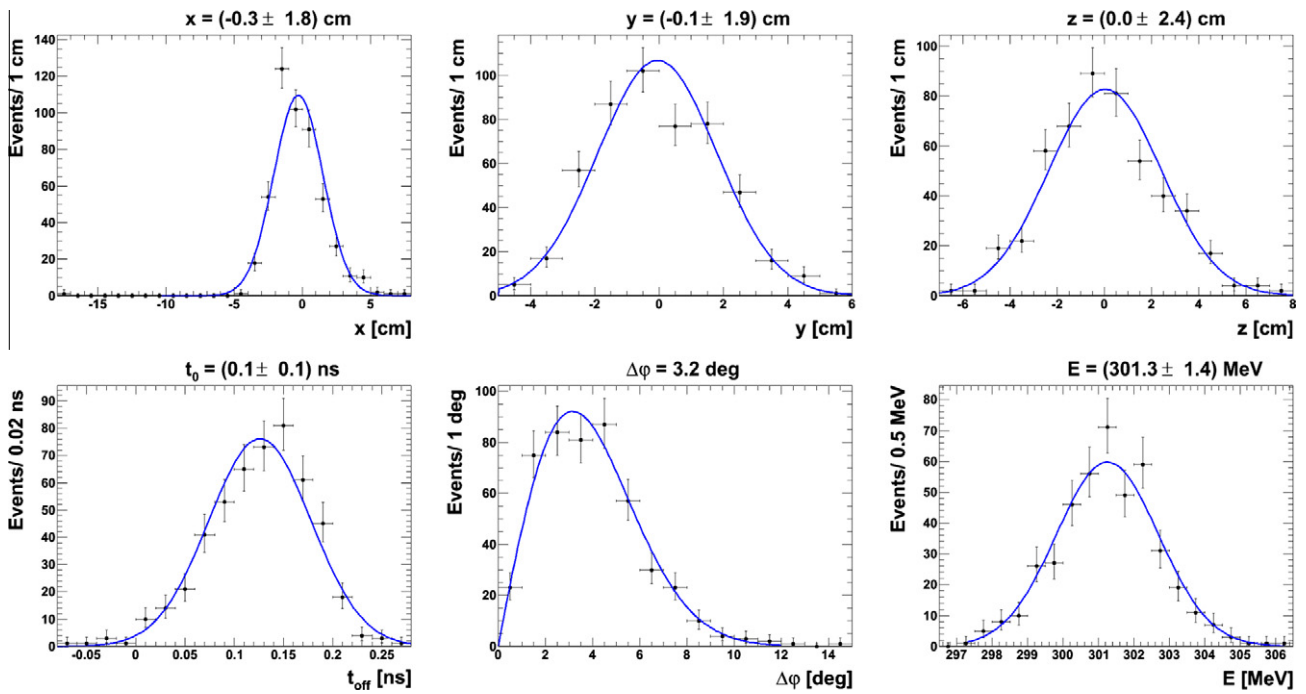 x = (-0.3± 1.8) cm
Events/ 1 cm
140
120
100
80
60
40
20
0
-15 -10 -5 0 5
x [cm]
y = (-0.1± 1.9) cm
Events/ 1 cm
100
80
60
40
20
0
-4 -2 0 2 4 6
y [cm]
z = (0.0± 2.4) cm
Events/ 1 cm
100
80
60
40
20
0
-6 -4 -2 0 2 4 6 8
z [cm]
t₀ = (0.1± 0.1) ns
Events/ 0.02 ns
90
80
70
60
50
40
30
20
10
0
-0.05 0 0.05 0.1 0.15 0.2 0.25
t_off [ns]
Δφ = 3.2 deg
Events/ 1 deg
100
80
60
40
20
0
0 2 4 6 8 10 12 14
Δφ [deg]
E = (301.3± 1.4) MeV
Events/ 0.5 MeV
80
70
60
50
40
30
20
10
0
297 298 299 300 301 302 303 304 305 306
E [MeV]